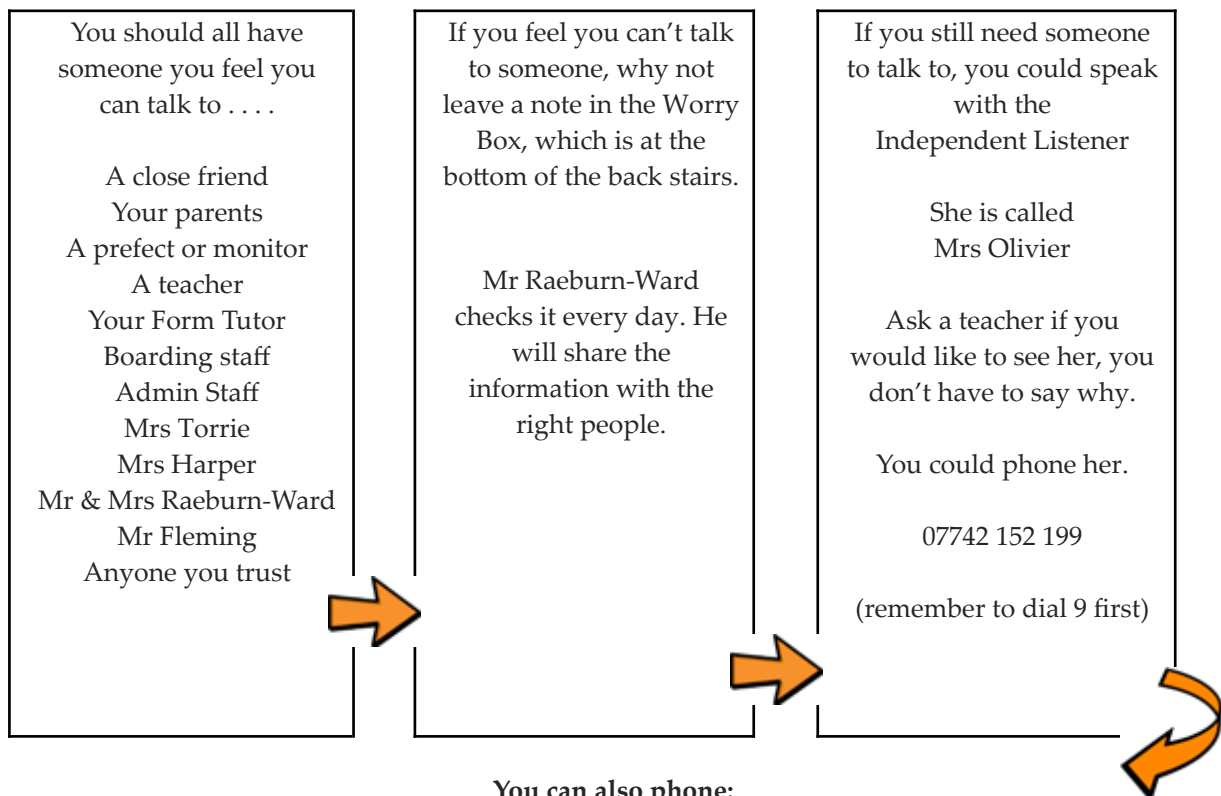 You should all have
someone you feel you
can talk to . . . .
A close friend
Your parents
A prefect or monitor
A teacher
Your Form Tutor
Boarding staff
Admin Staff
Mrs Torrie
Mrs Harper
Mr & Mrs Raeburn-Ward
Mr Fleming
Anyone you trust
If you feel you can’t talk
to someone, why not
leave a note in the Worry
Box, which is at the
bottom of the back stairs.
Mr Raeburn-Ward
checks it every day. He
will share the
information with the
right people.
If you still need someone
to talk to, you could speak
with the
Independent Listener
She is called
Mrs Olivier
Ask a teacher if you
would like to see her, you
don’t have to say why.
You could phone her.
07742 152 199
(remember to dial 9 first)
You can also phone: